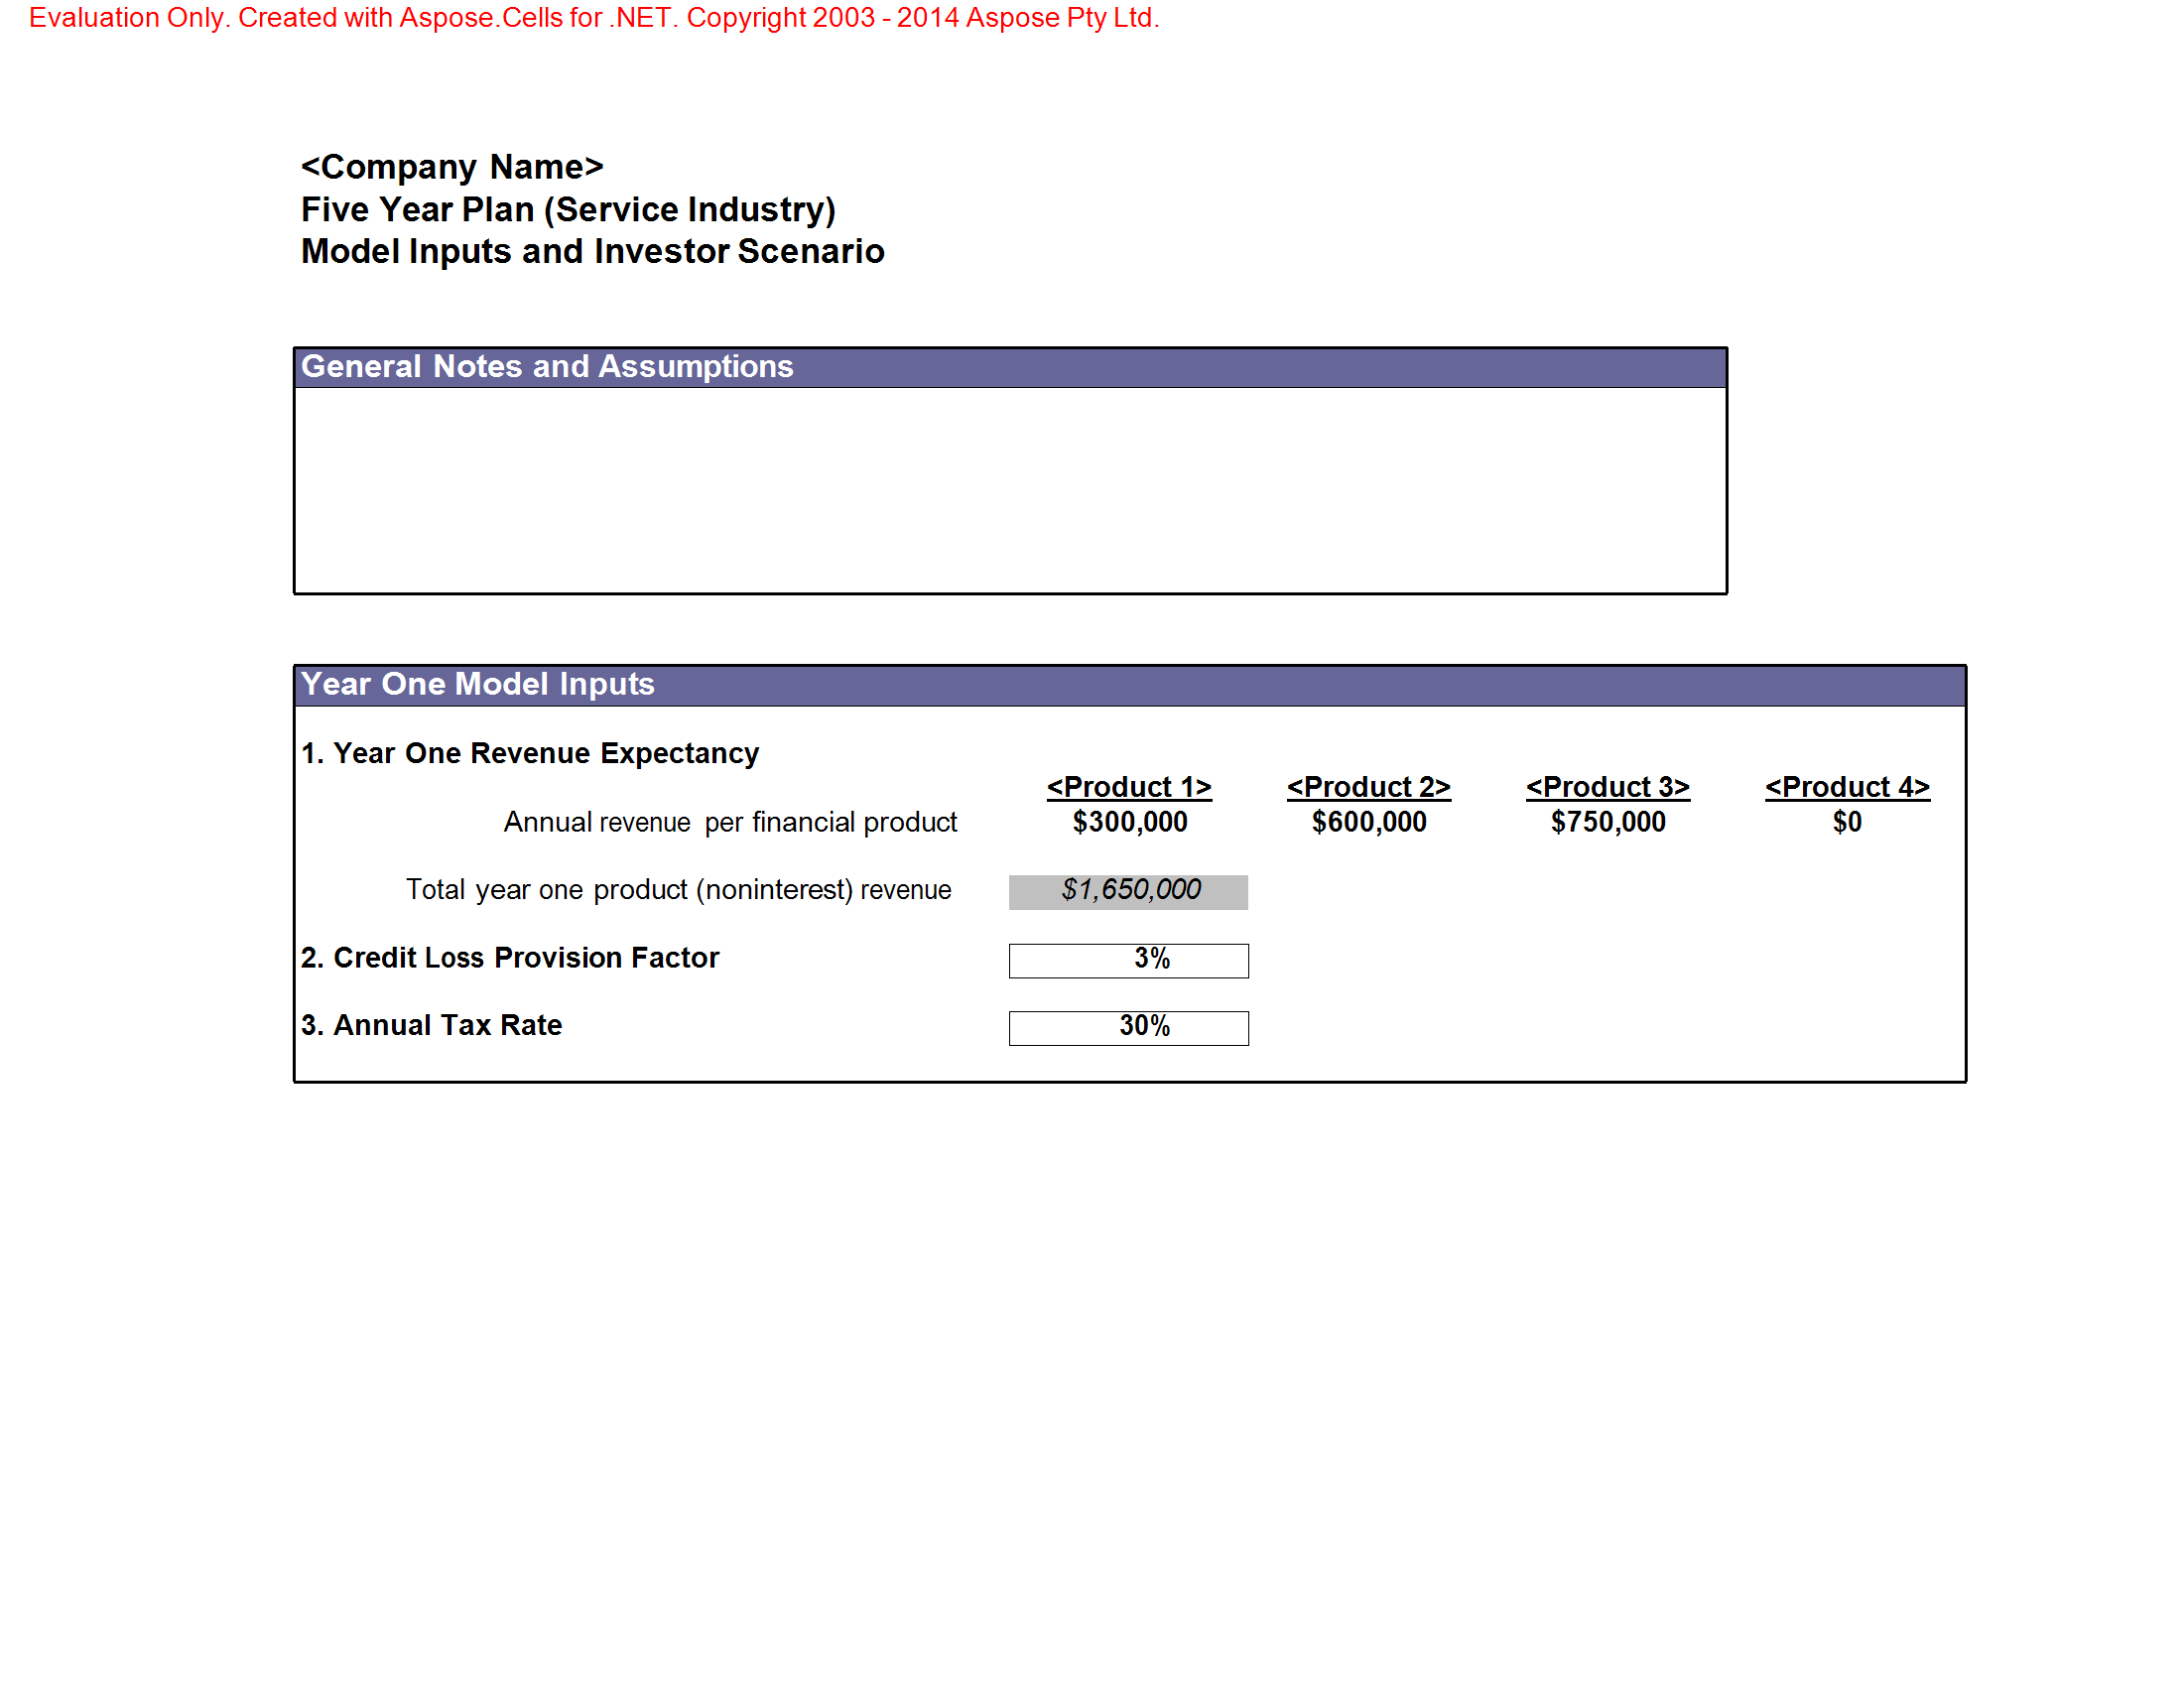 Evaluation Only. Created with Aspose.Cells for .NET. Copyright 2003 - 2014 Aspose Pty Ltd.
<Company Name>
Five Year Plan (Service Industry)
Model Inputs and Investor Scenario
General Notes and Assumptions
Year One Model Inputs
1. Year One Revenue Expectancy
<Product 1> <Product 2> <Product 3> <Product 4>
Annual revenue per financial product $300,000 $600,000 $750,000 $0
Total year one product (noninterest) revenue $1,650,000
2. Credit Loss Provision Factor 3%
3. Annual Tax Rate 30%